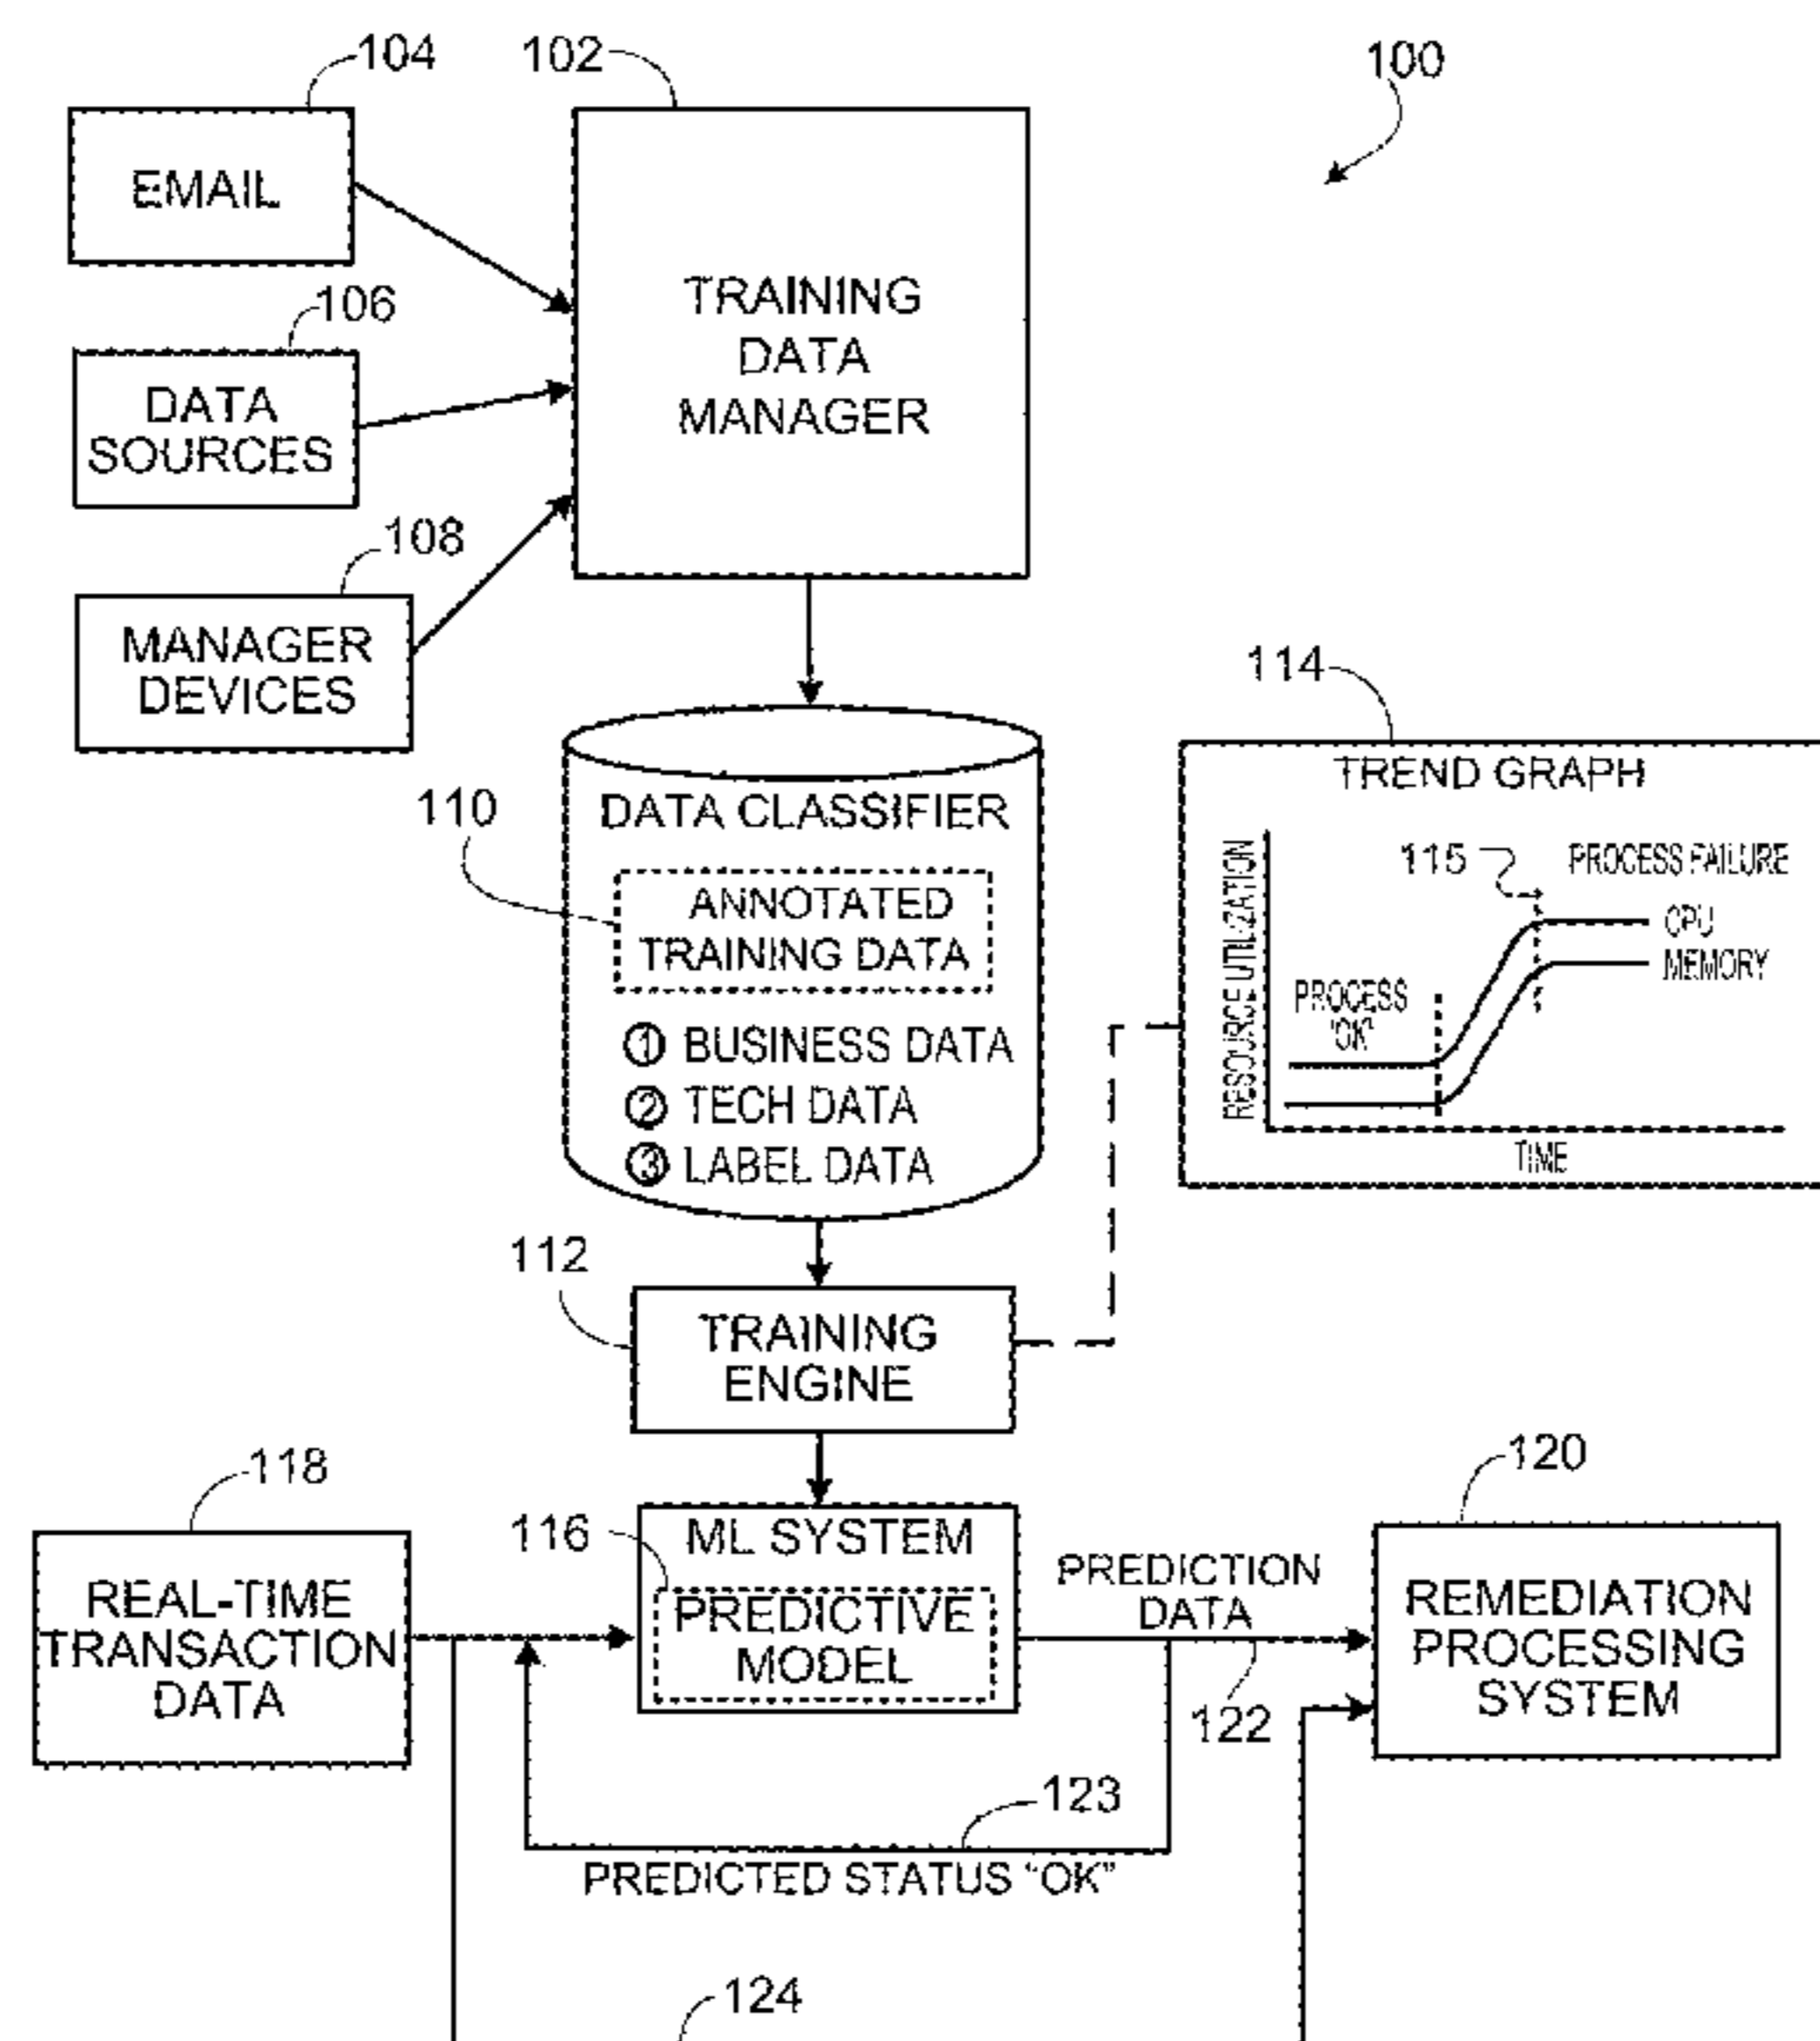 104
102
100
EMAIL
TRAINING
DATA
MANAGER
106
DATA
SOURCES
108
MANAGER
DEVICES
114
TREND GRAPH
RESOURCE UTILIZATION
115
PROCESS FAILURE
CPU
MEMORY
PROCESS
"OK"
TIME
110
DATA CLASSIFIER
ANNOTATED
TRAINING DATA
① BUSINESS DATA
② TECH DATA
③ LABEL DATA
112
TRAINING
ENGINE
118
REAL-TIME
TRANSACTION
DATA
116
ML SYSTEM
PREDICTIVE
MODEL
PREDICTION
DATA
122
120
REMEDIATION
PROCESSING
SYSTEM
123
PREDICTED STATUS "OK"
124